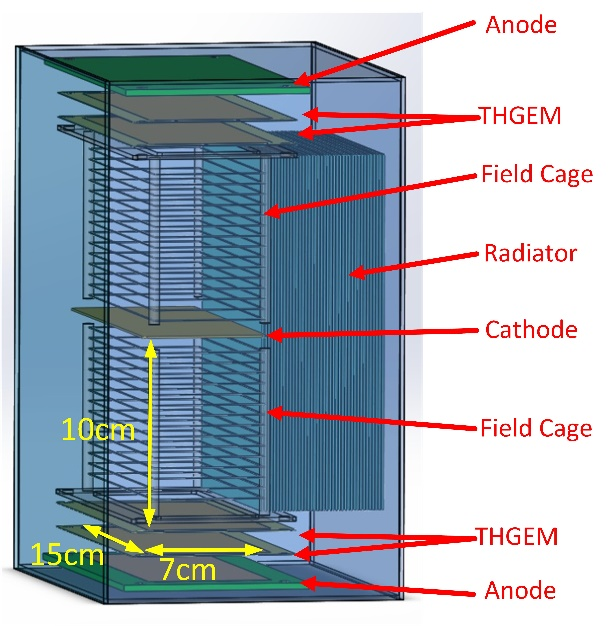 Anode
THGEM
Field Cage
Radiator
Cathode
10cm
Field Cage
15cm
7cm
THGEM
Anode